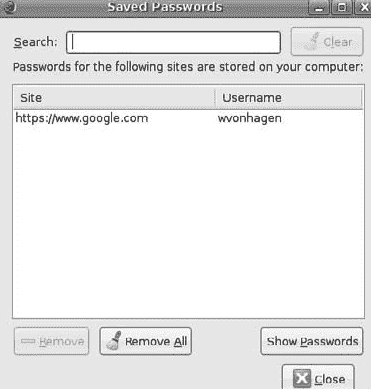 Saved Passwords
Search: Clear
Passwords for the following sites are stored on your computer:
Site Username
https://www.google.com wvonhagen
Remove Remove All Show Passwords
Close